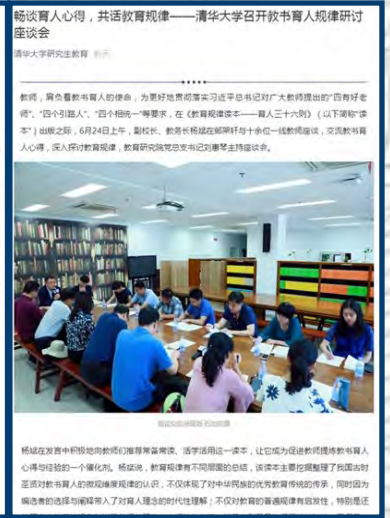 畅谈育人心得，共话教育规律——清华大学召开教书育人规律研讨
座谈会
清华大学研究生教育
教师，肩负着教书育人的使命，为更好地贯彻落实习近平总书记对广大教师提出的“四有好老
师”、“四个引路人”、“四个相统一”等要求，在《教育规律读本——育人三十六则》（以下简称“读
本”）出版之际，6月24日上午，副校长、教务长杨斌在邺架轩与十余位一线教师座谈，交流教书育
人心得，深入探讨教育规律，教育研究院党总支书记刘惠琴主持座谈会。
杨斌在发言中积极地向教师们推荐常备常读、活学活用这一读本，让它成为促进教师提炼教书育人
心得与经验的一个催化剂。杨斌说，教育规律有不同层面的总结，该读本主要挖掘整理了我国古时
圣贤对教书育人的微观维度规律的认识，不仅体现了对中华民族的优秀教育传统的传承，同时因为
编选者的选择与阐释带入了对育人理念的时代性理解；不仅对教育的普遍规律有启发性，特别是还